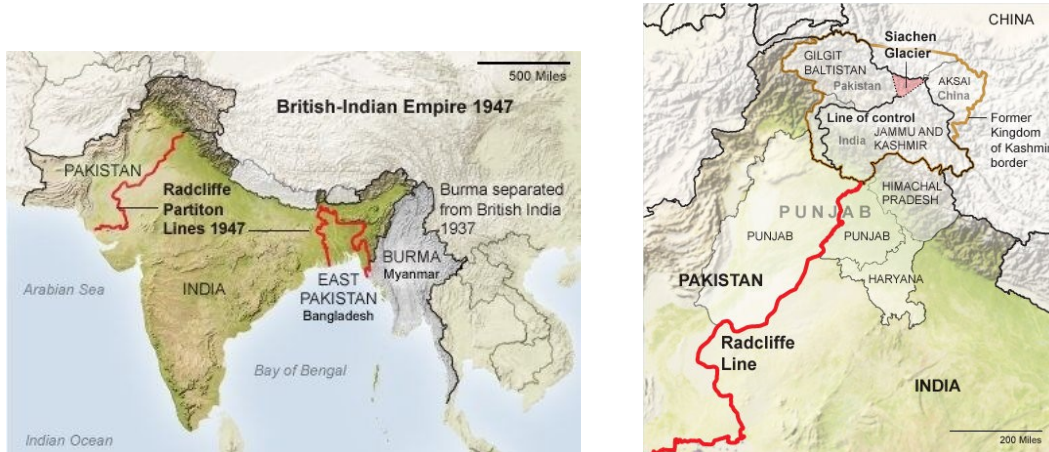 500 Miles
British-Indian Empire 1947
PAKISTAN
Radcliffe
Partiton
Lines 1947
Burma separated
from British India
1937
BURMA
Myanmar
EAST
PAKISTAN
Bangladesh
INDIA
Arabian Sea
Bay of Bengal
Indian Ocean
CHINA
Siachen
Glacier
GILGIT
BALTISTAN
Pakistan
AKSAI
China
Line of control
India
JAMMU AND
KASHMIR
Former
Kingdom
of Kashmir
border
HIMACHAL
PRADESH
PUNJAB
PUNJAB
PUNJAB
HARYANA
PAKISTAN
Radcliffe
Line
INDIA
200 Miles